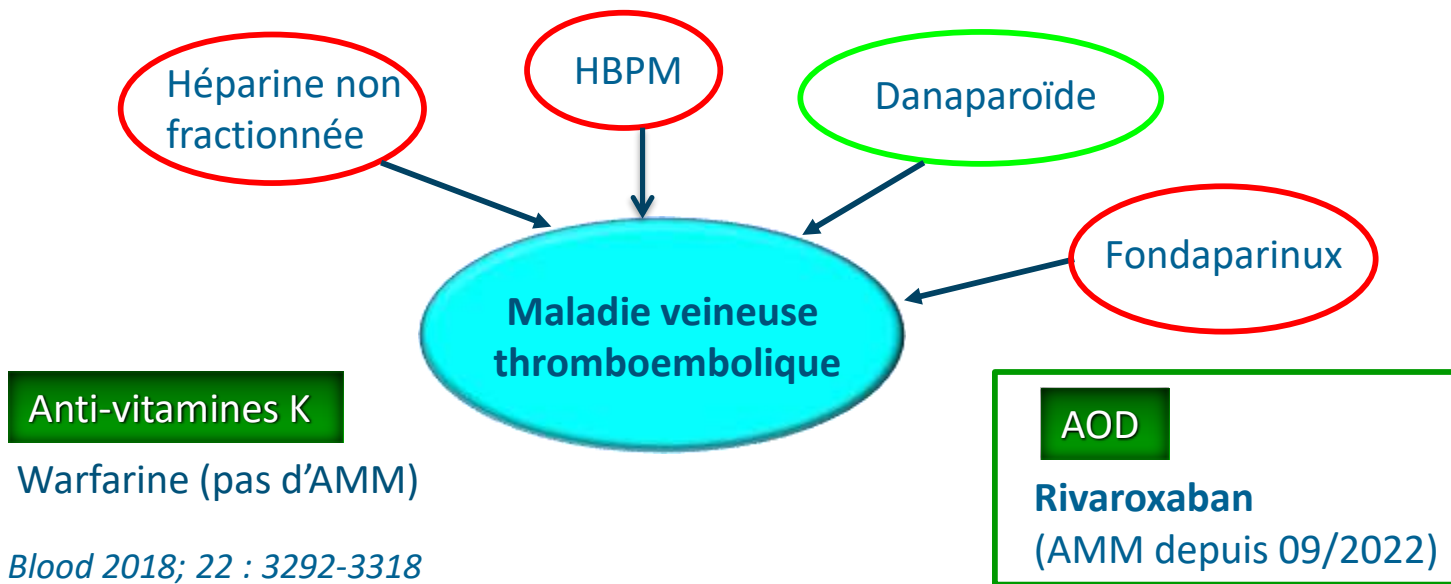 Héparine non
fractionnée
HBPM
Danaparoïde
Fondaparinux
Maladie veineuse
thromboembolique
Anti-vitamines K
Warfarine (pas d’AMM)
Blood 2018; 22 : 3292-3318
AOD
Rivaroxaban
(AMM depuis 09/2022)